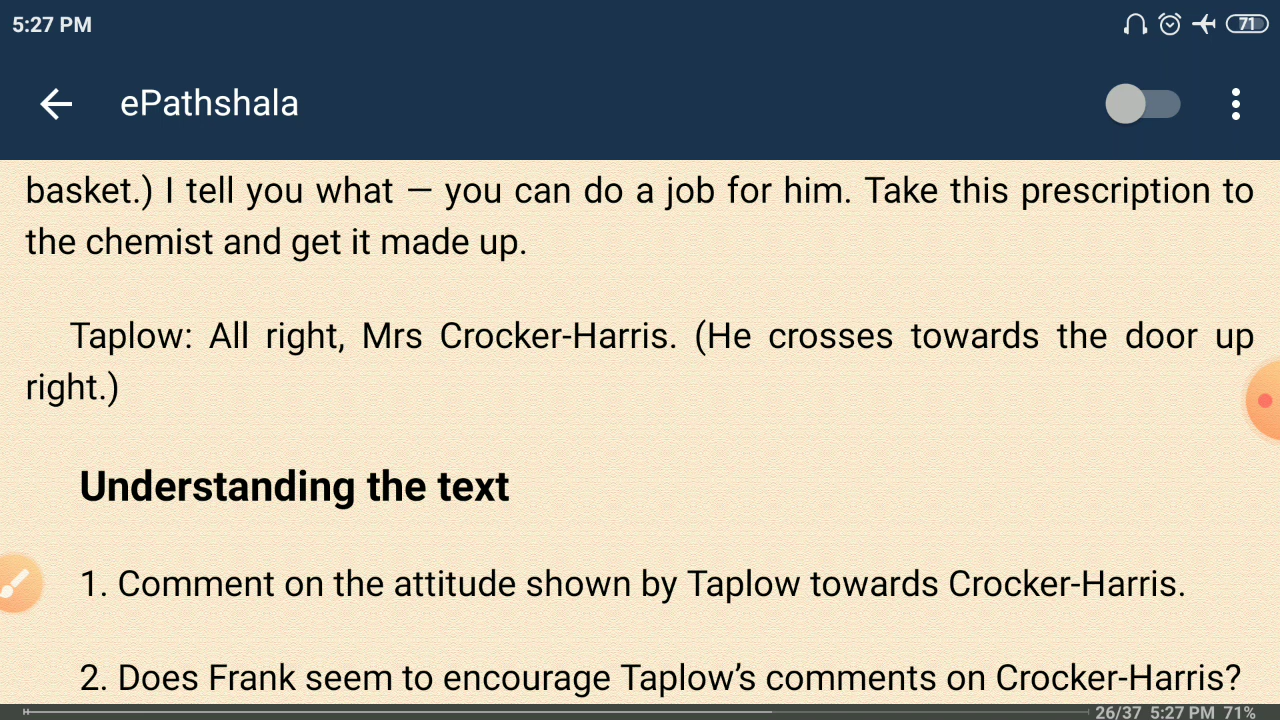 5:27 PM
71
ePathshala
basket.) I tell you what — you can do a job for him. Take this prescription to
the chemist and get it made up.
Taplow: All right, Mrs Crocker-Harris. (He crosses towards the door up
right.)
Understanding the text
1. Comment on the attitude shown by Taplow towards Crocker-Harris.
2. Does Frank seem to encourage Taplow’s comments on Crocker-Harris?
26/37 5:27 PM 71%